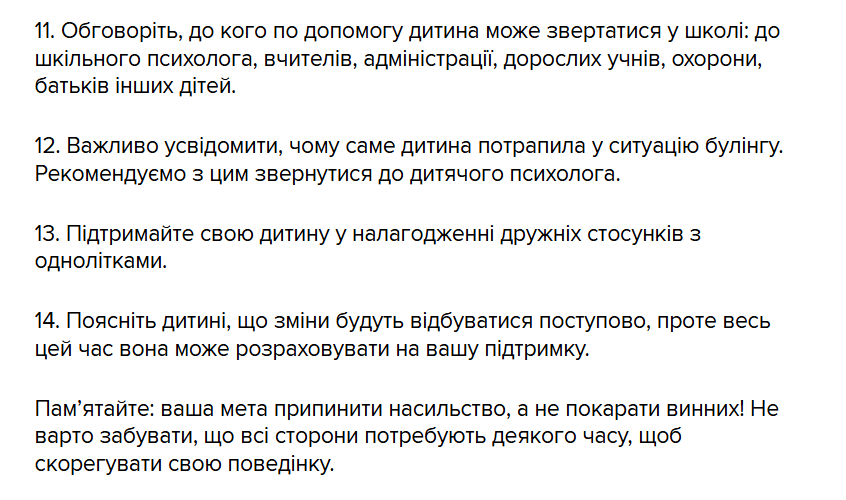 11. Обговоріть, до кого по допомогу дитина може звертатися у школі: до
шкільного психолога, вчителів, адміністрації, дорослих учнів, охорони,
батьків інших дітей.
12. Важливо усвідомити, чому саме дитина потрапила у ситуацію булінгу.
Рекомендуємо з цим звернутися до дитячого психолога.
13. Підтримайте свою дитину у налагодженні дружніх стосунків з
однолітками.
14. Поясніть дитині, що зміни будуть відбуватися поступово, проте весь
цей час вона може розраховувати на вашу підтримку.
Пам’ятайте: ваша мета припинити насильство, а не покарати винних! Не
варто забувати, що всі сторони потребують деякого часу, щоб
скорегувати свою поведінку.